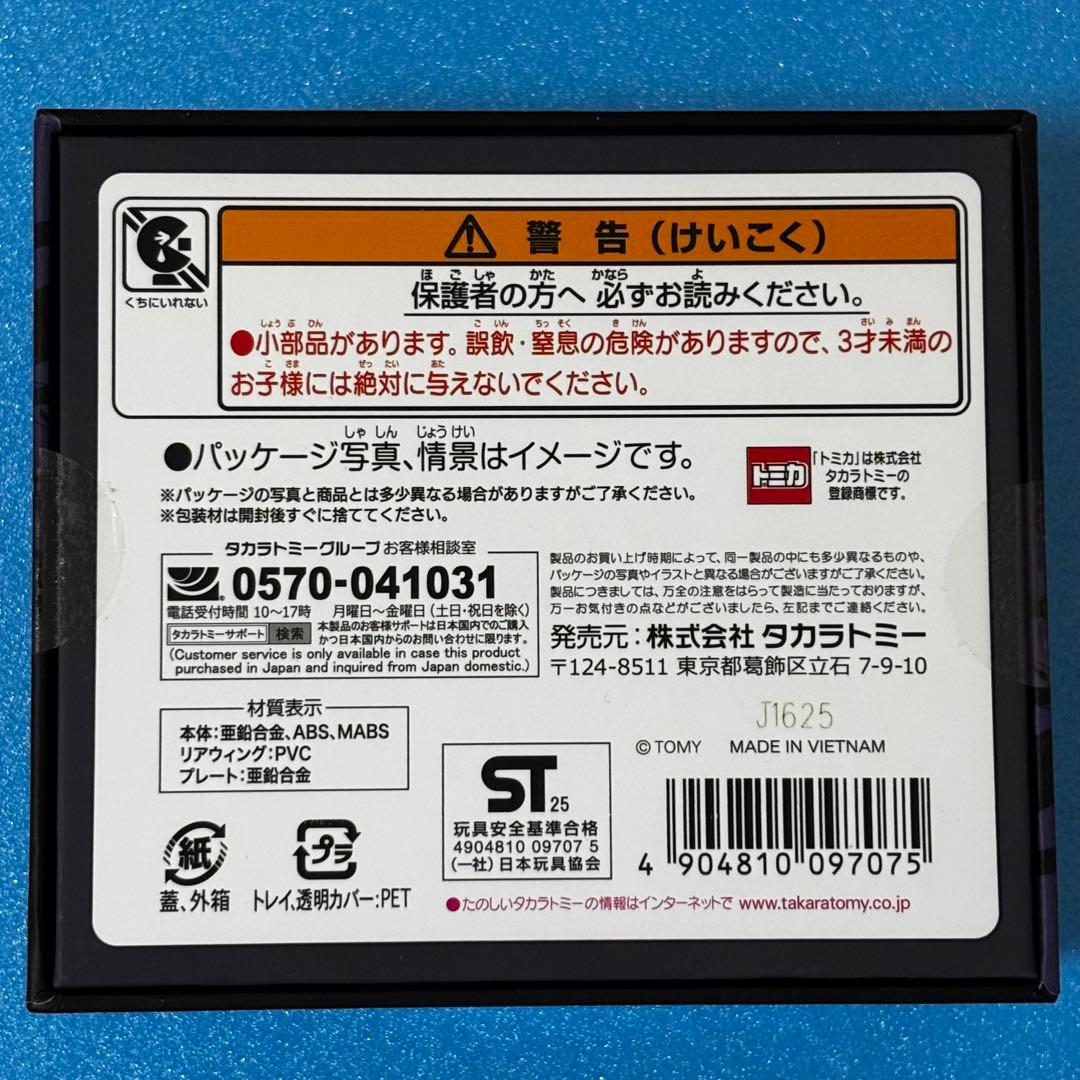 くちにいれない
警告（けいこく）
保護者の方へ 必ずお読みください。
ほごしゃ かた かなら よ
●小部品があります。誤飲・窒息の危険がありますので、3才未満の
しょうぶひん ごいん ちっそく きけん さいみまん
お子様には絶対に与えないでください。
こさま ぜったい あた
●パッケージ写真、情景はイメージです。
しゃしん じょうけい
※パッケージの写真と商品とは多少異なる場合がありますがご了承ください。
※包装材は開封後すぐに捨ててください。
トミカ
「トミカ」は株式会社
タカラトミーの
登録商標です。
タカラトミーグループ お客様相談室
0570-041031
電話受付時間 10～17時 月曜日～金曜日（土日・祝日を除く）
タカラトミーサポート 検索
本製品のお客様サポートは日本国内でのご購入
かつ日本国内からのお問い合わせに限ります。
(Customer service is only available in case this product
purchased in Japan and inquired from Japan domestic.)
製品のお買い上げ時期によって、同一製品の中にも多少異なるものや、
パッケージの写真やイラストと異なる場合がございますがご了承ください。
製品につきましては、万全の注意をはらって製造に当たっておりますが、
万一お気付きの点などがございましたら、左記までご連絡ください。
発売元：株式会社 タカラトミー
〒124-8511 東京都葛飾区立石 7-9-10
材質表示
本体：亜鉛合金、ABS、MABS
リアウィング：PVC
プレート：亜鉛合金
J1625
© TOMY MADE IN VIETNAM
紙
蓋、外箱
プラ
トレイ、透明カバー：PET
ST 25
玩具安全基準合格
4904810 09707 5
（一社）日本玩具協会
4 904810 097075
●たのしいタカラトミーの情報はインターネットで www.takaratomy.co.jp